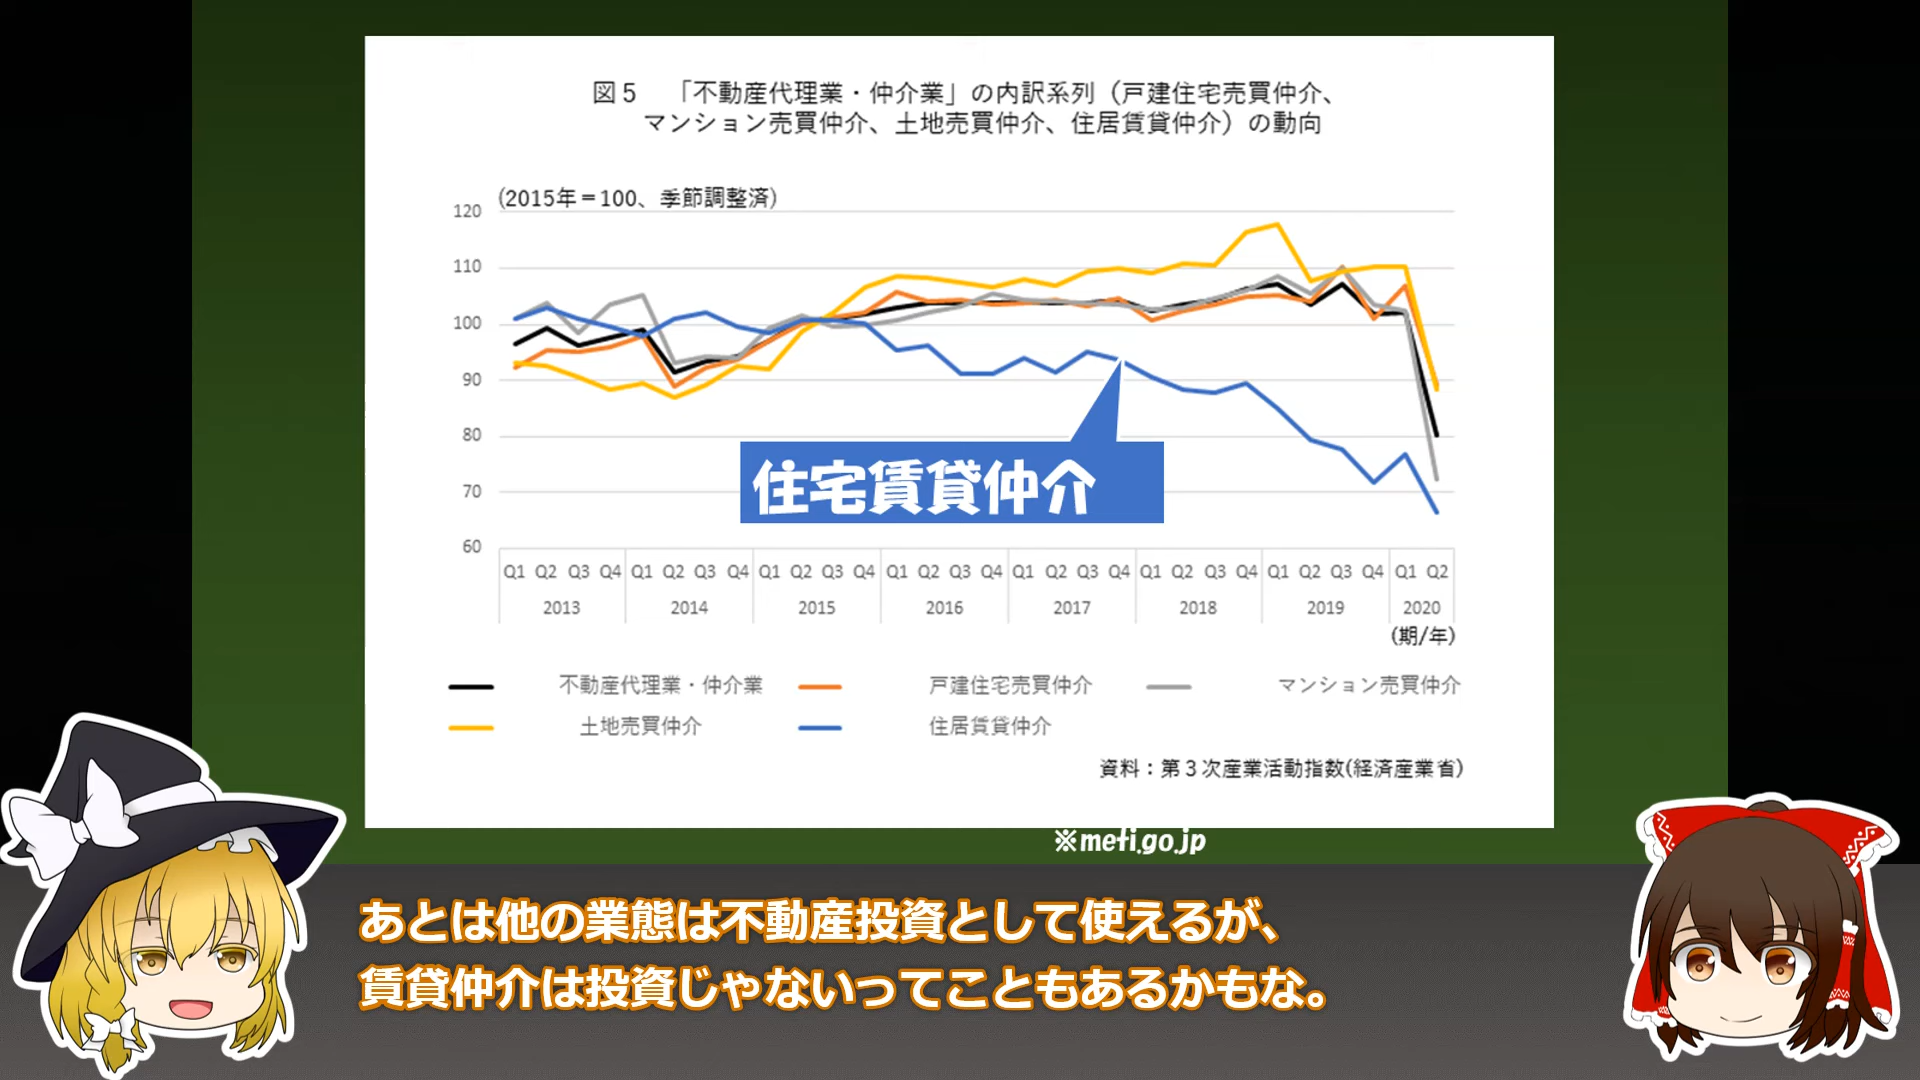 図5 「不動産代理業・仲介業」の内訳系列（戸建住宅売買仲介、
マンション売買仲介、土地売買仲介、住居賃貸仲介）の動向
(2015年＝100、季節調整済)
120
110
100
90
80
70
60
住宅賃貸仲介
Q1 Q2 Q3 Q4 Q1 Q2 Q3 Q4 Q1 Q2 Q3 Q4 Q1 Q2 Q3 Q4 Q1 Q2 Q3 Q4 Q1 Q2 Q3 Q4 Q1 Q2 Q3 Q4 Q1 Q2
2013 2014 2015 2016 2017 2018 2019 2020
(期/年)
不動産代理業・仲介業 戸建住宅売買仲介 マンション売買仲介
土地売買仲介 住居賃貸仲介
資料：第３次産業活動指数(経済産業省)
※meti.go.jp
あとは他の業態は不動産投資として使えるが、
賃貸仲介は投資じゃないってこともあるかもな。